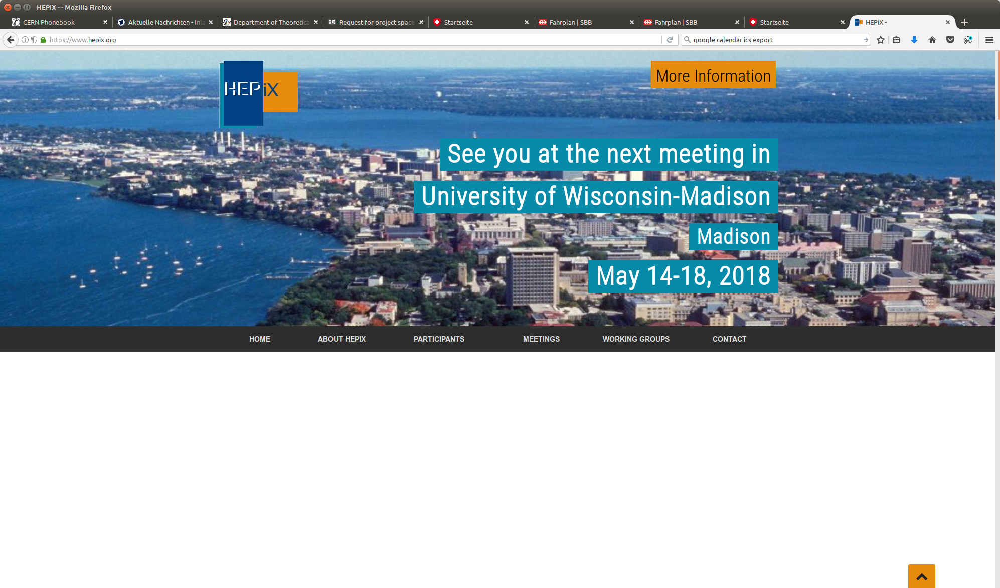 HEPiX - - Mozilla Firefox
CERN Phonebook
Aktuelle Nachrichten - Inla
Department of Theoretica
Request for project space
Startseite
Fahrplan | SBB
Fahrplan | SBB
Startseite
HEPiX -
https://www.hepix.org
google calendar ics export
HEPiX
More Information
See you at the next meeting in
University of Wisconsin-Madison
Madison
May 14-18, 2018
HOME
ABOUT HEPIX
PARTICIPANTS
MEETINGS
WORKING GROUPS
CONTACT